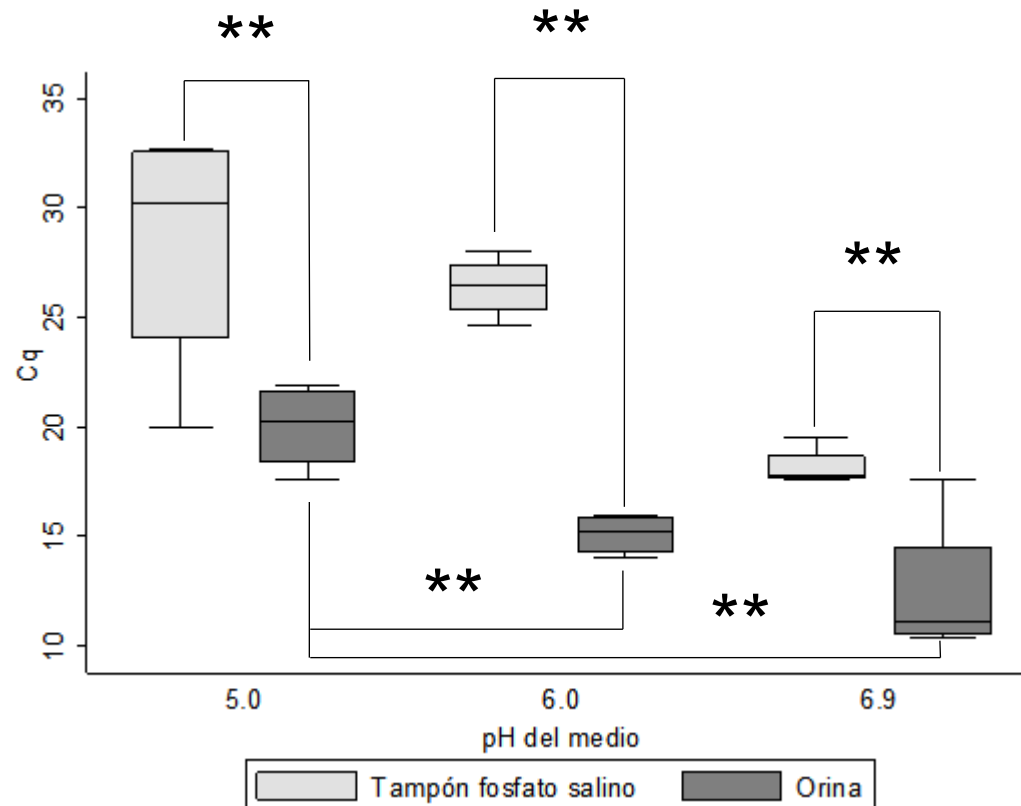 ** **
35
30
**
25
Cq
20
15
** **
10
5.0 6.0 6.9
pH del medio
Tampón fosfato salino Orina